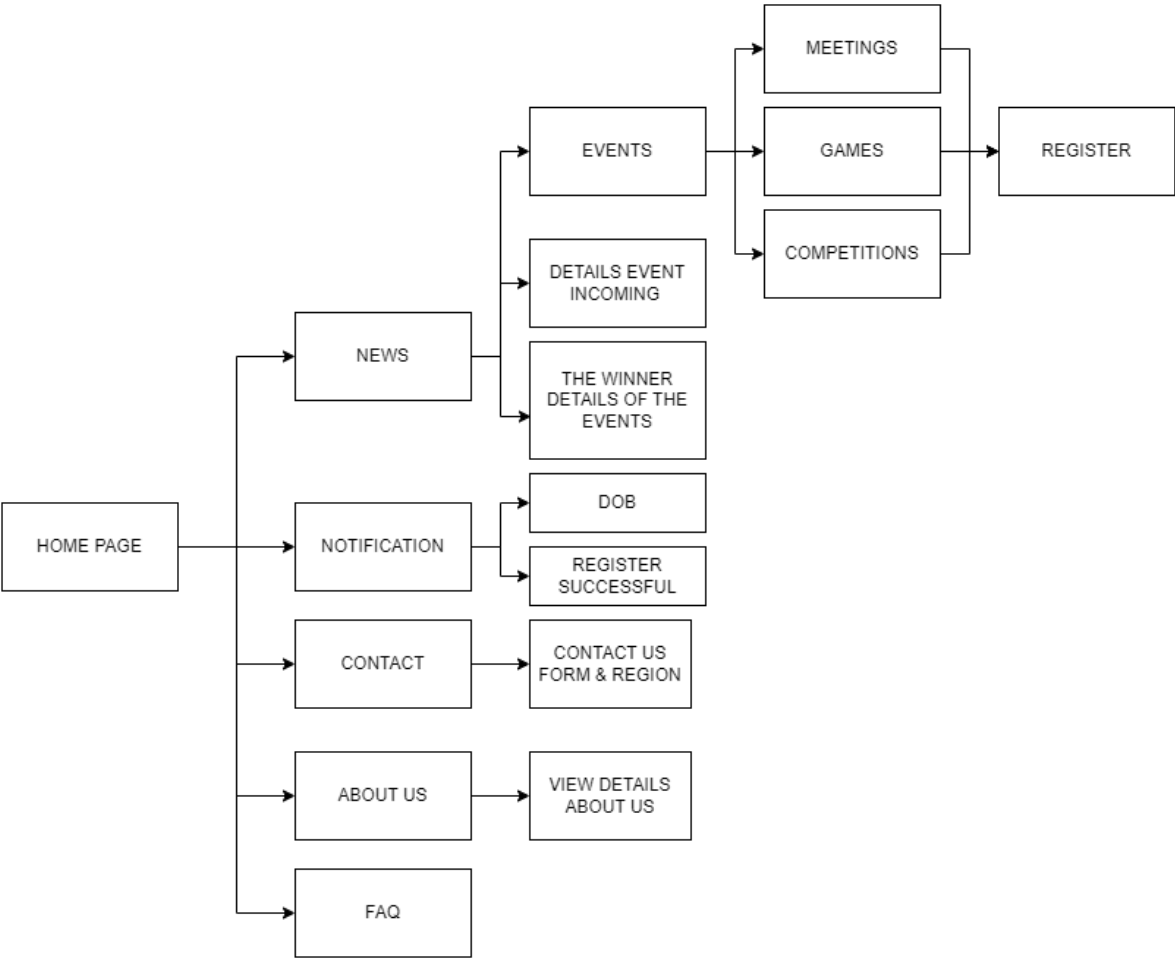 MEETINGS
EVENTS
GAMES
REGISTER
COMPETITIONS
DETAILS EVENT
INCOMING
NEWS
THE WINNER
DETAILS OF THE
EVENTS
HOME PAGE
NOTIFICATION
DOB
REGISTER
SUCCESSFUL
CONTACT
CONTACT US
FORM & REGION
ABOUT US
VIEW DETAILS
ABOUT US
FAQ